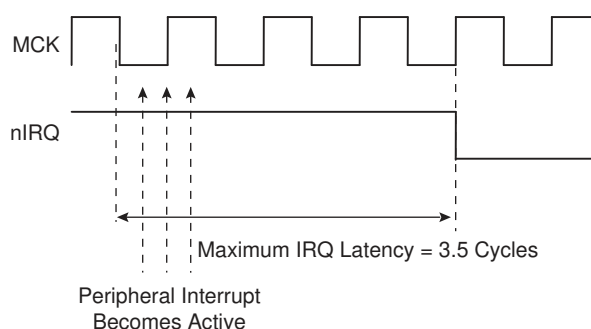 MCK
nIRQ
Maximum IRQ Latency = 3.5 Cycles
Peripheral Interrupt
Becomes Active